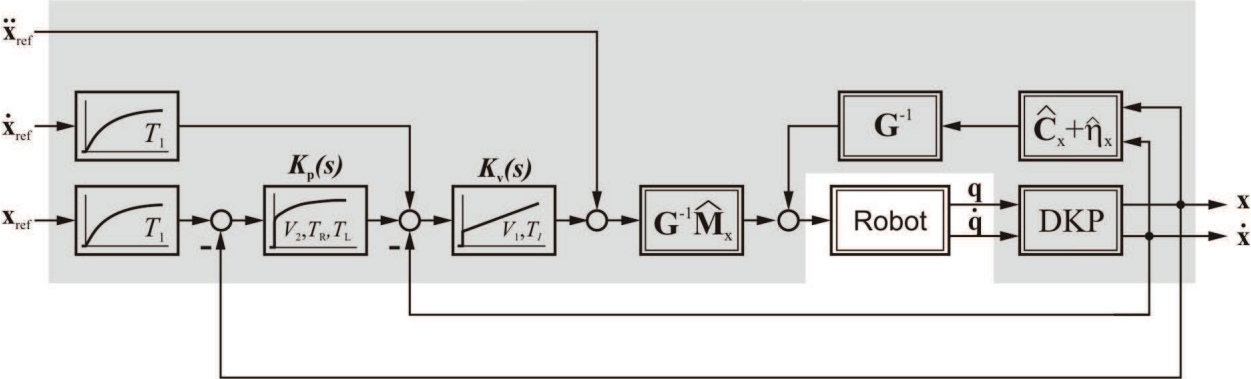 ẍref
ẋref
T1
G-1
Ĉx+η̂x
Kp(s)
Kv(s)
xref
T1
V2,TR,TL
V1,TI
G-1M̂x
Robot
q
q̇
DKP
x
ẋ
-
-